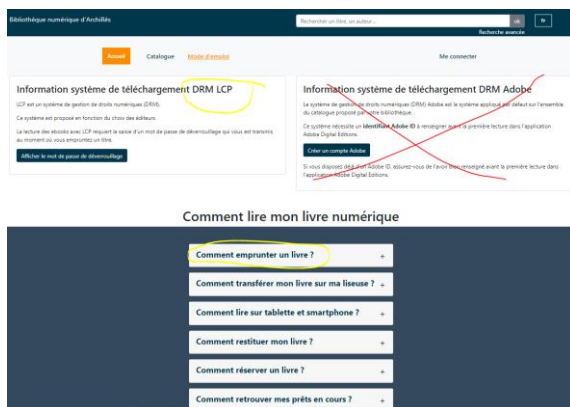 Bibliothèque numérique d'Archillès
Rechercher un titre, un auteur...
ok
fr
Recherche avancée
Accueil
Catalogue
Mode d'emploi
Me connecter
Information système de téléchargement DRM LCP
LCP est un système de gestion de droits numériques (DRM).
Ce système est proposé en fonction du choix des éditeurs.
La lecture des ebooks avec LCP requiert la saisie d'un mot de passe de déverrouillage qui vous est transmis
au moment où vous empruntez un titre.
Afficher le mot de passe de déverrouillage
Information système de téléchargement DRM Adobe
Le système de gestion de droits numériques (DRM) Adobe est le système appliqué par défaut sur l'ensemble
du catalogue proposé par votre bibliothèque.
Ce système nécessite un identifiant Adobe ID à renseigner avant la première lecture dans l'application
Adobe Digital Editions.
Créer un compte Adobe
Si vous disposez déjà d'un Adobe ID, assurez-vous de l'avoir bien renseigné avant la première lecture dans
l'application Adobe Digital Editions.
Comment lire mon livre numérique
Comment emprunter un livre ? +
Comment transférer mon livre sur ma liseuse ? +
Comment lire sur tablette et smartphone ? +
Comment restituer mon livre ? +
Comment réserver un livre ? +
Comment retrouver mes prêts en cours ? +